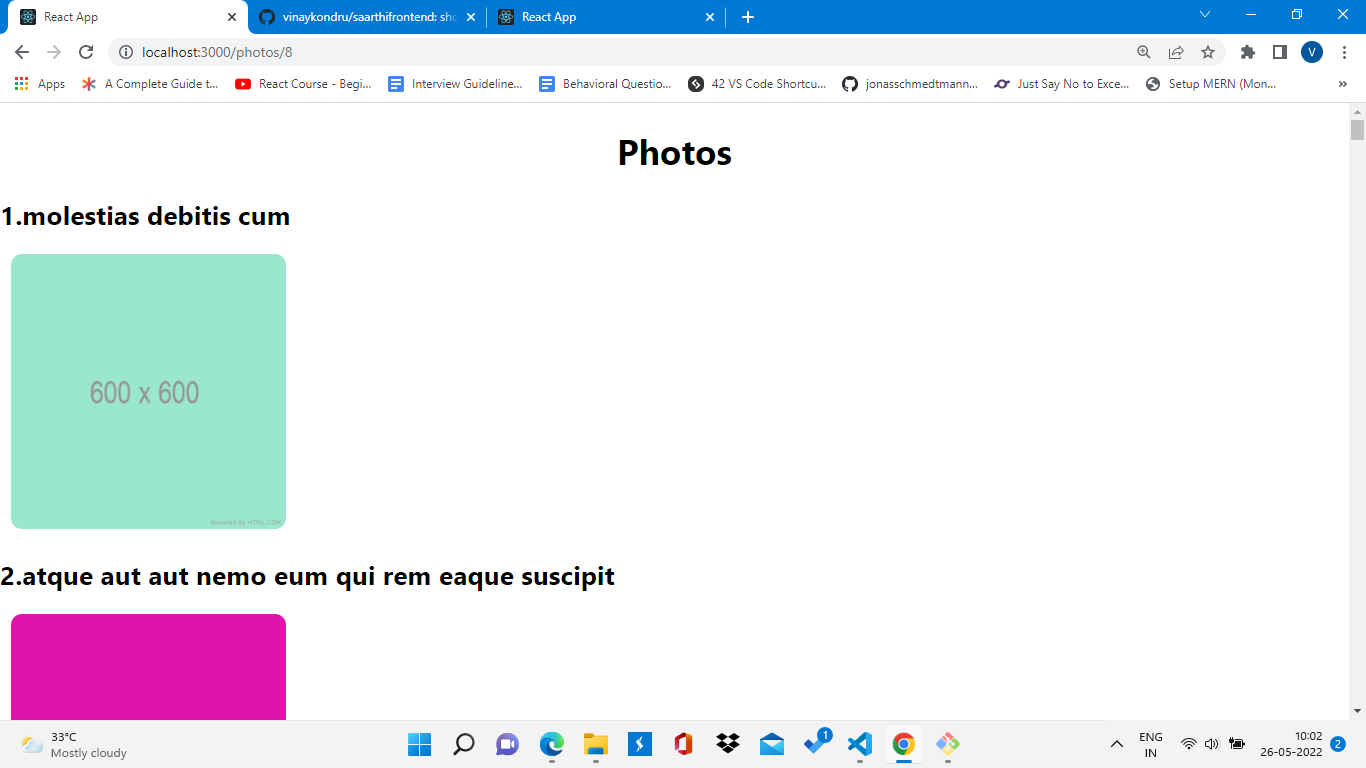 React App
vinaykondru/saarthifrontend: sho
React App
localhost:3000/photos/8
V
Apps
A Complete Guide t...
React Course - Begi...
Interview Guideline...
Behavioral Questio...
42 VS Code Shortcu...
jonasschmedtmann...
Just Say No to Exce...
Setup MERN (Mon...
»
Photos
1.molestias debitis cum
600 x 600
Powered by HTML.COM
2.atque aut aut nemo eum qui rem eaque suscipit
33°C
Mostly cloudy
1
ENG
IN
10:02
26-05-2022
2